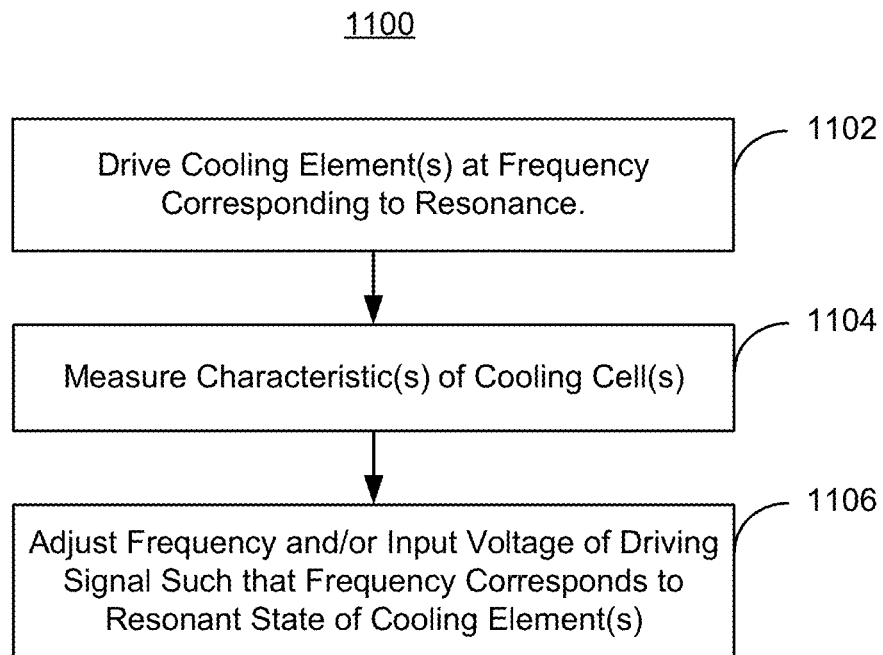 1100
1102
Drive Cooling Element(s) at Frequency
Corresponding to Resonance.
1104
Measure Characteristic(s) of Cooling Cell(s)
1106
Adjust Frequency and/or Input Voltage of Driving
Signal Such that Frequency Corresponds to
Resonant State of Cooling Element(s)